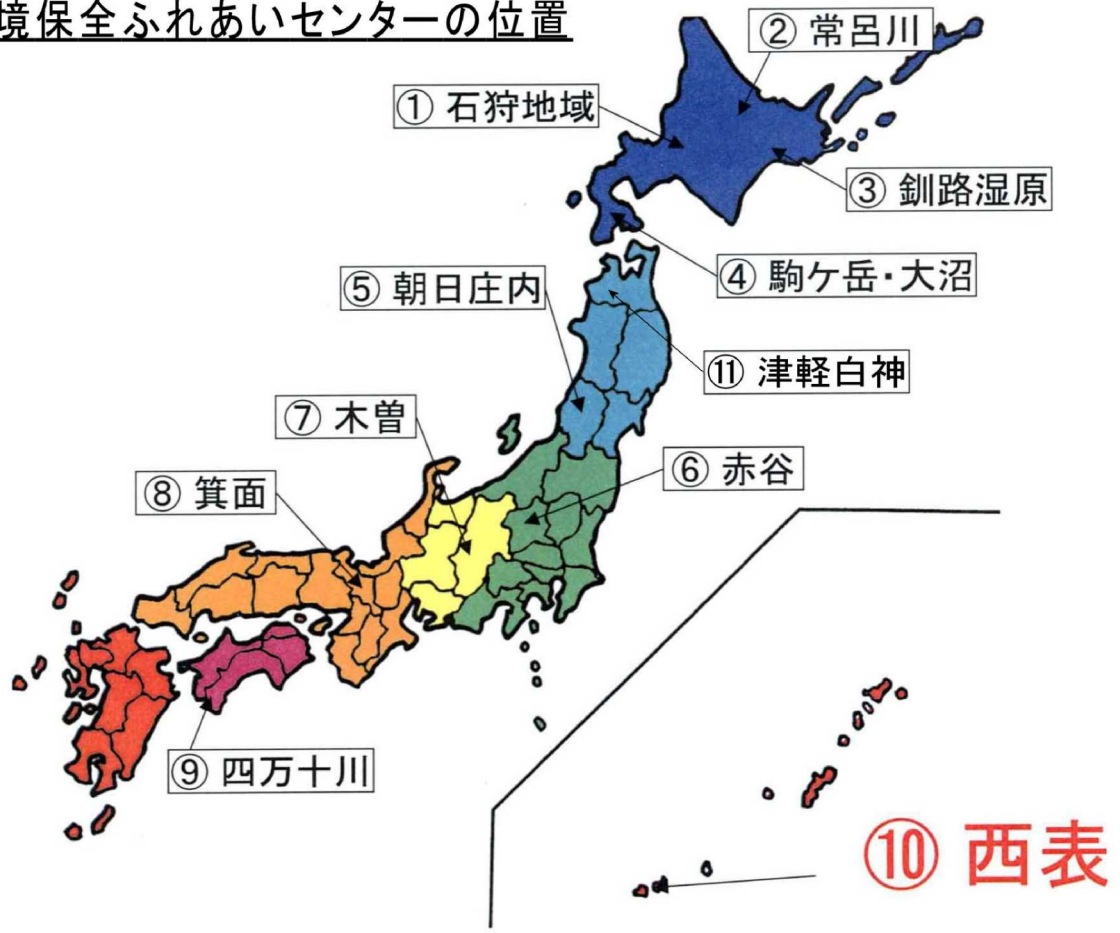 境保全ふれあいセンターの位置
② 常呂川
① 石狩地域
③ 釧路湿原
④ 駒ケ岳・大沼
⑤ 朝日庄内
⑪ 津軽白神
⑦ 木曽
⑥ 赤谷
⑧ 箕面
⑨ 四万十川
⑩ 西表